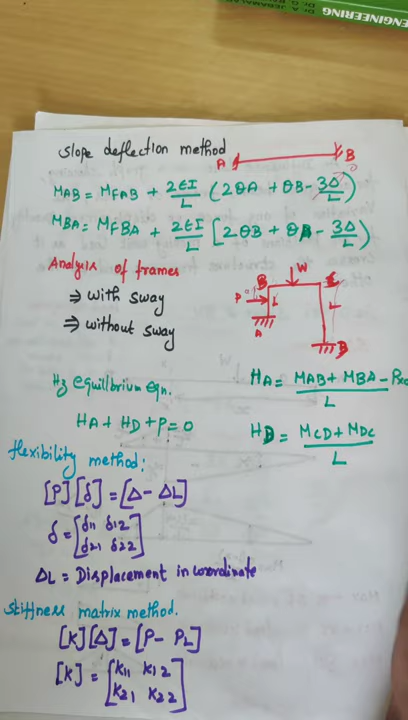 ENGINEERING
slope deflection method
A B
MAB = MFAB + 2EI/L (2θA + θB - 3Δ/L)
MBA = MFBA + 2EI/L [2θB + θA - 3Δ/L)
Analysis of frames
⇒ with sway
⇒ without sway
W
B C
P L L
A
D
Hz equillbrium eqn.
HA + HD + P = 0
HA = MAB + MBA - Pxa/L
HD = MCD + MDC/L
flexibility method:
[P][δ] = [Δ - ΔL]
δ = [δ11 δ12
δ21 δ22]
ΔL = Displacement in coordinate
stiffness matrix method.
[K][Δ] = [P - PL]
[K] = [K11 K12
K21 K22]